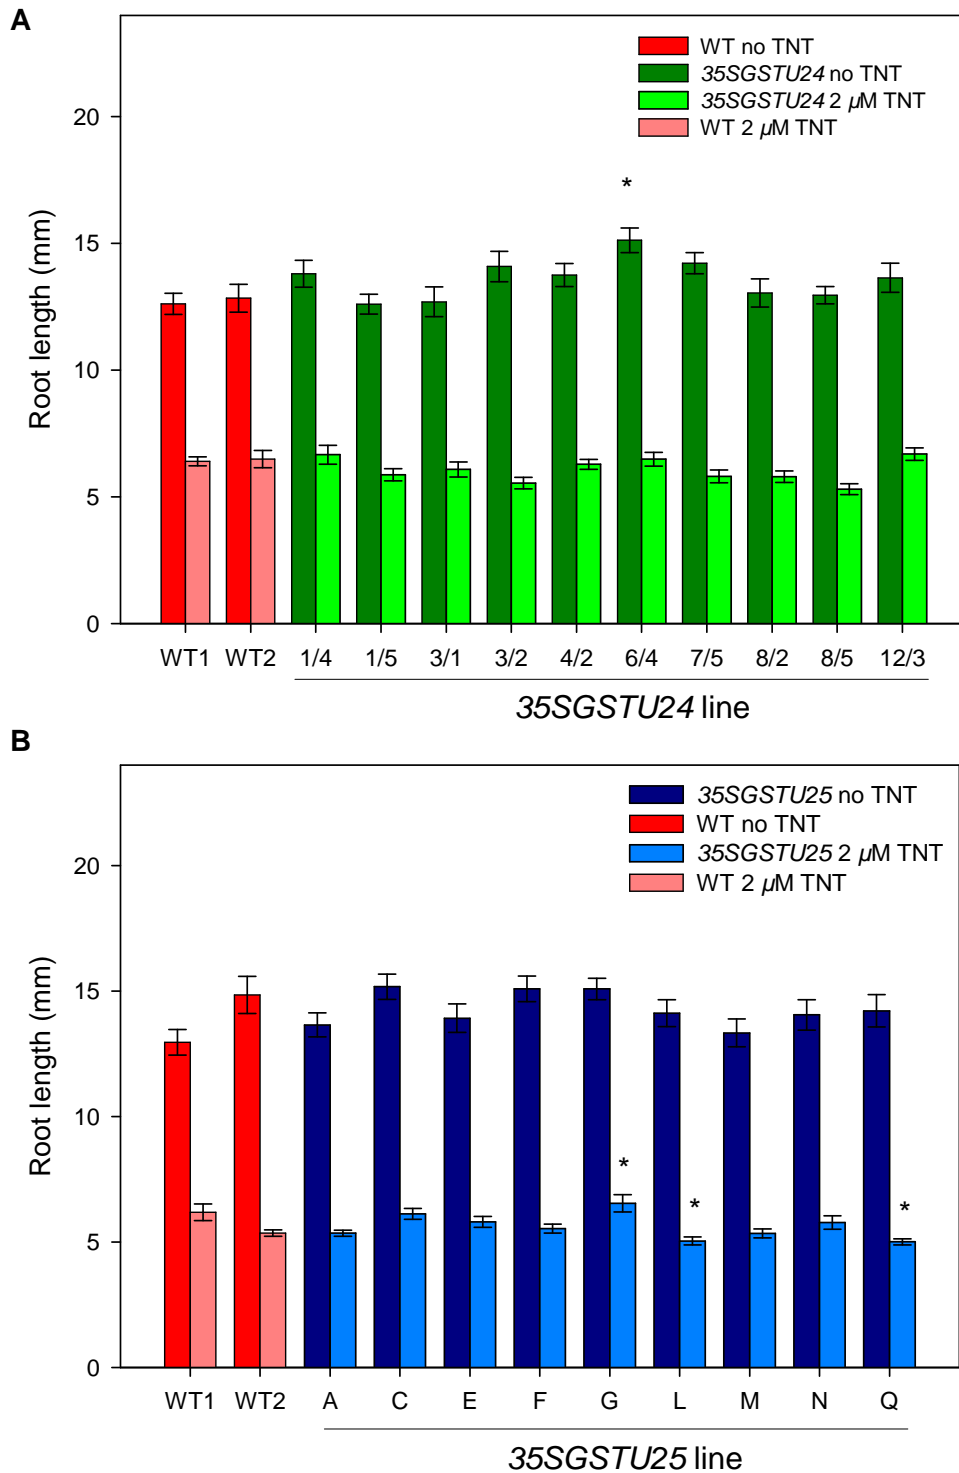 A
WT no TNT
35SGSTU24 no TNT
35SGSTU24 2 µM TNT
WT 2 µM TNT
Root length (mm)
20
15
10
5
0
*
WT1 WT2 1/4 1/5 3/1 3/2 4/2 6/4 7/5 8/2 8/5 12/3
35SGSTU24 line
B
35SGSTU25 no TNT
WT no TNT
35SGSTU25 2 µM TNT
WT 2 µM TNT
Root length (mm)
20
15
10
5
0
* * *
WT1 WT2 A C E F G L M N Q
35SGSTU25 line